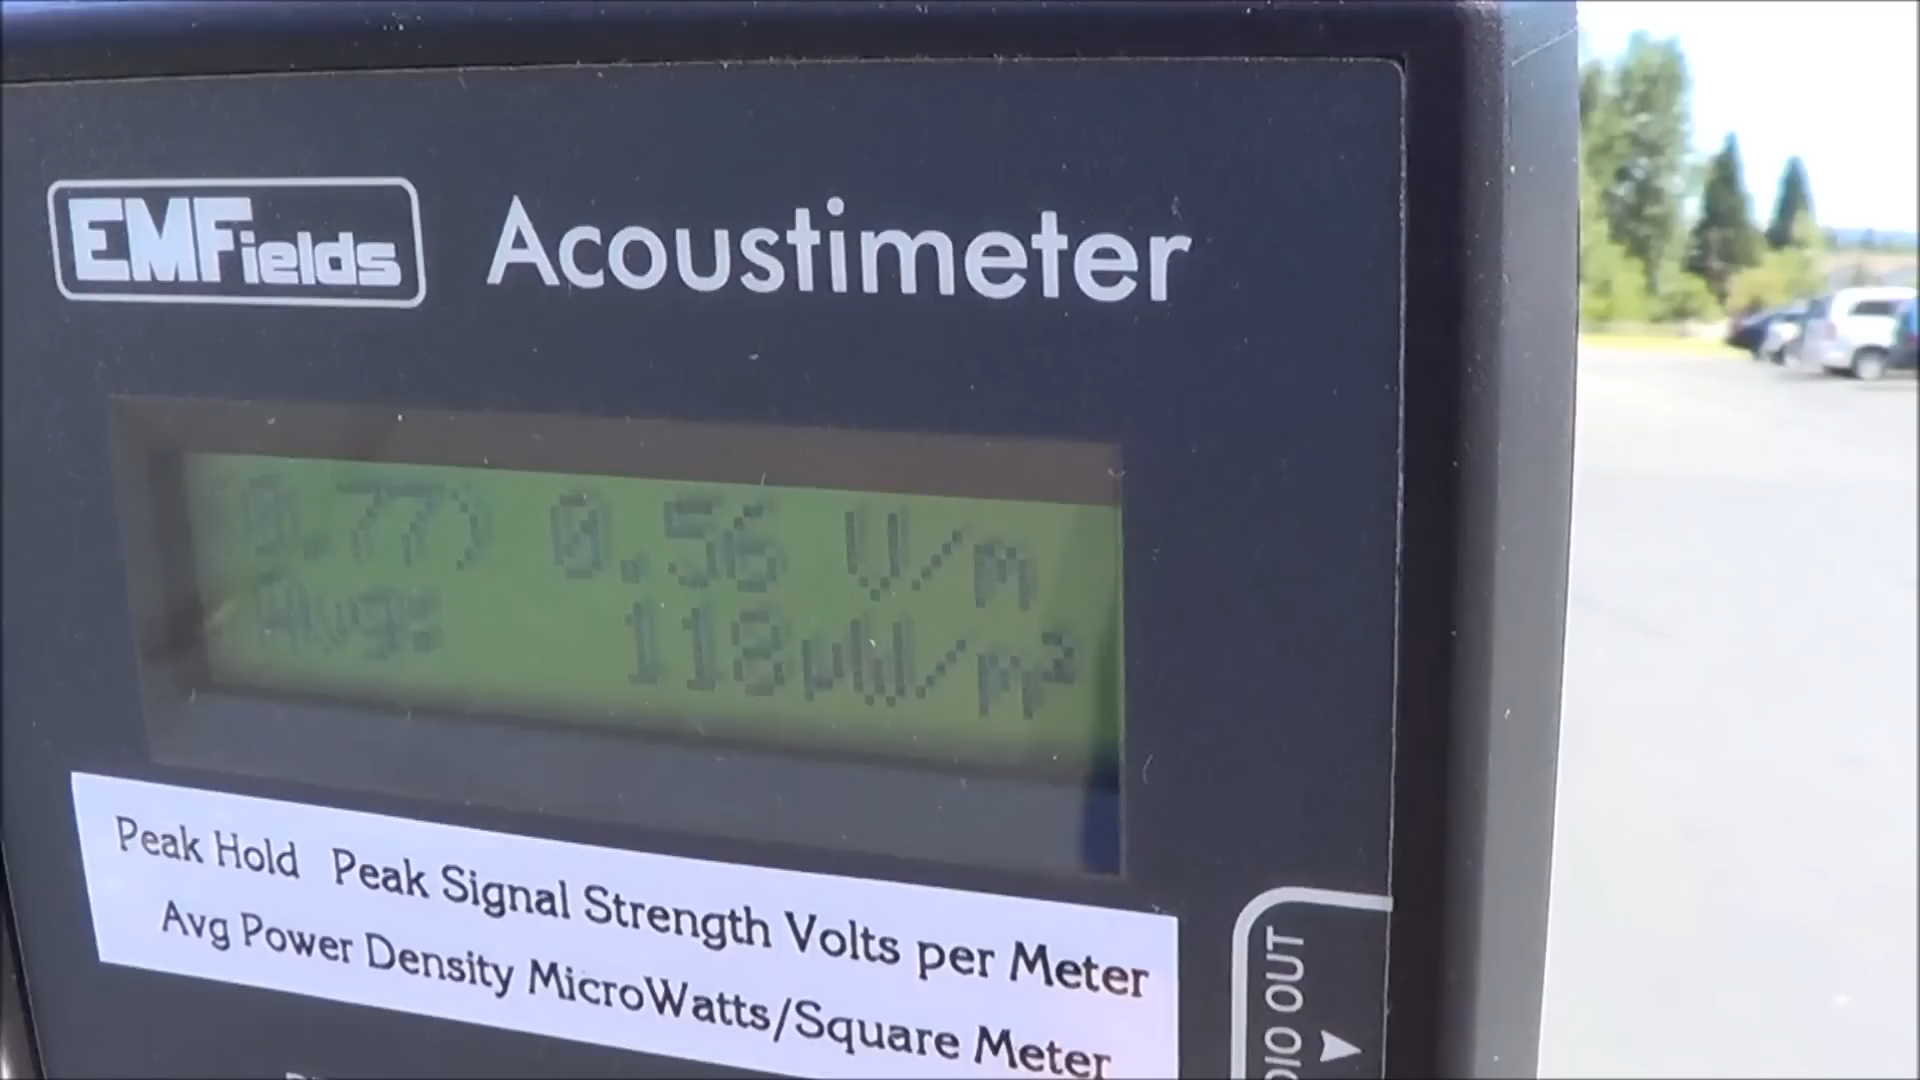 EMFields Acoustimeter
(0.77) 0.56 V/m
Avg: 118µW/m²
Peak Hold Peak Signal Strength Volts per Meter
Avg Power Density MicroWatts/Square Meter
OUT